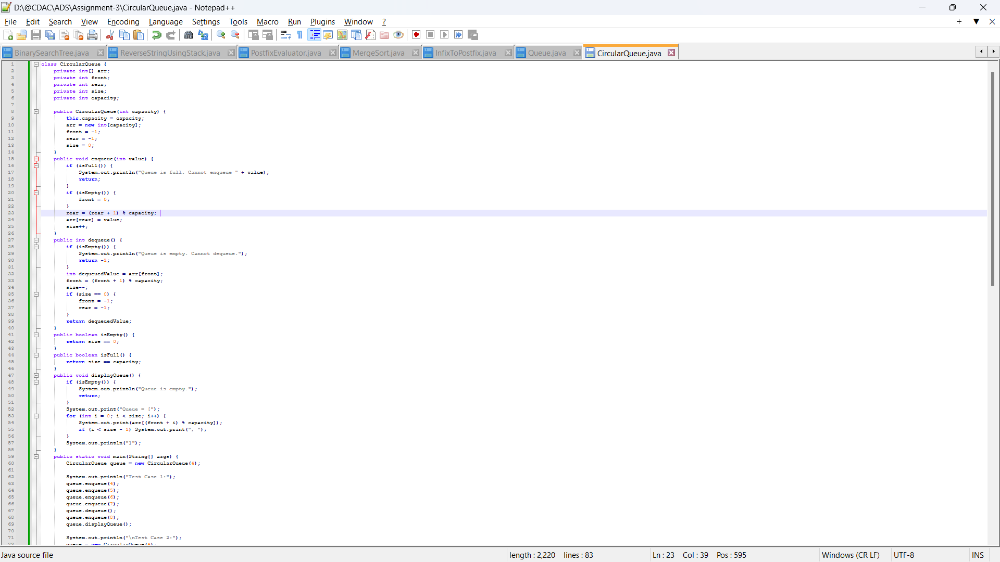 D:\@CDAC\ADS\Assignment-3\CircularQueue.java - Notepad++
File Edit Search View Encoding Language Settings Tools Macro Run Plugins Window ?
BinarySearchTree.java ReverseStringUsingStack.java PostfixEvaluator.java MergeSort.java InfixToPostfix.java Queue.java CircularQueue.java
1 class CircularQueue {
2 private int[] arr;
3 private int front;
4 private int rear;
5 private int size;
6 private int capacity;
7
8 public CircularQueue(int capacity) {
9 this.capacity = capacity;
10 arr = new int[capacity];
11 front = -1;
12 rear = -1;
13 size = 0;
14 }
15 public void enqueue(int value) {
16 if (isFull()) {
17 System.out.println("Queue is full. Cannot enqueue " + value);
18 return;
19 }
20 if (isEmpty()) {
21 front = 0;
22 }
23 rear = (rear + 1) % capacity;
24 arr[rear] = value;
25 size++;
26 }
27 public int dequeue() {
28 if (isEmpty()) {
29 System.out.println("Queue is empty. Cannot dequeue.");
30 return -1;
31 }
32 int dequeuedValue = arr[front];
33 front = (front + 1) % capacity;
34 size--;
35 if (size == 0) {
36 front = -1;
37 rear = -1;
38 }
39 return dequeuedValue;
40 }
41 public boolean isEmpty() {
42 return size == 0;
43 }
44 public boolean isFull() {
45 return size == capacity;
46 }
47 public void displayQueue() {
48 if (isEmpty()) {
49 System.out.println("Queue is empty.");
50 return;
51 }
52 System.out.print("Queue = [");
53 for (int i = 0; i < size; i++) {
54 System.out.print(arr[(front + i) % capacity]);
55 if (i < size - 1) System.out.print(", ");
56 }
57 System.out.println("]");
58 }
59 public static void main(String[] args) {
60 CircularQueue queue = new CircularQueue(4);
61
62 System.out.println("Test Case 1:");
63 queue.enqueue(4);
64 queue.enqueue(5);
65 queue.enqueue(6);
66 queue.enqueue(7);
67 queue.dequeue();
68 queue.enqueue(8);
69 queue.displayQueue();
70
71 System.out.println("\nTest Case 2:");
72 queue = new CircularQueue(4);
Java source file length : 2,220 lines : 83 Ln : 23 Col : 39 Pos : 595 Windows (CR LF) UTF-8 INS